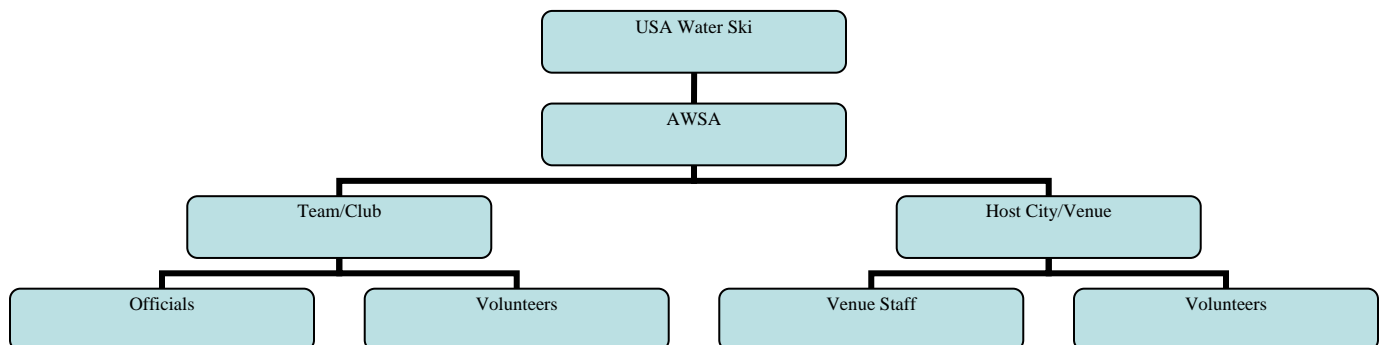 USA Water Ski
AWSA
Team/Club
Host City/Venue
Officials
Volunteers
Venue Staff
Volunteers